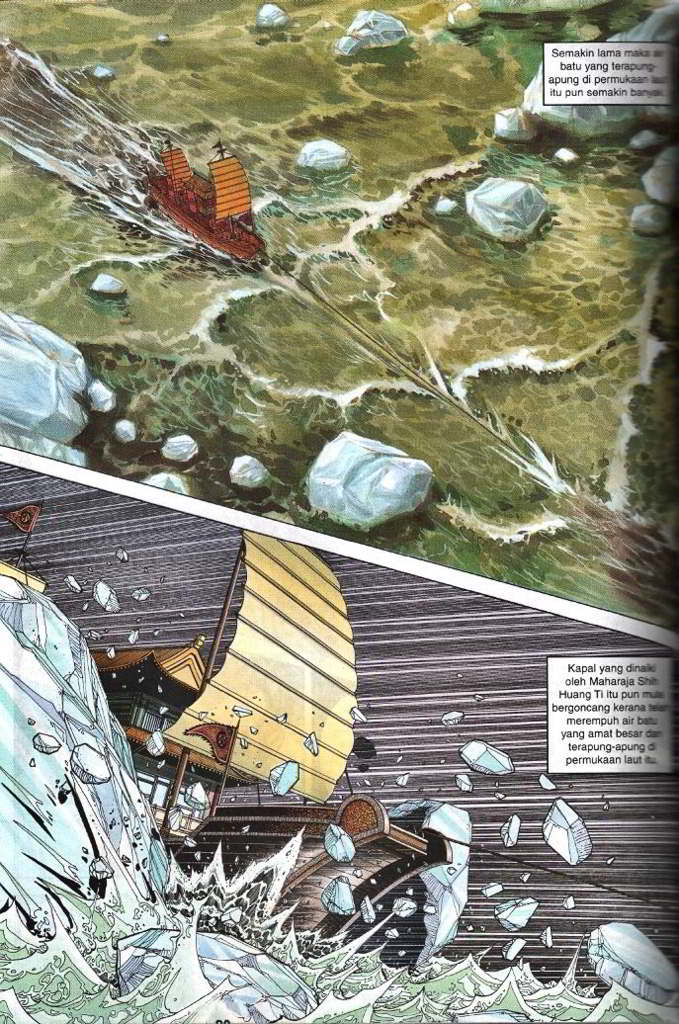 Semakin lama maka air
batu yang terapung-
apung di permukaan laut
itu pun semakin banyak.
Kapal yang dinaiki
oleh Maharaja Shih
Huang Ti itu pun mula
bergoncang kerana telah
merempuh air batu
yang amat besar dan
terapung-apung di
permukaan laut itu.